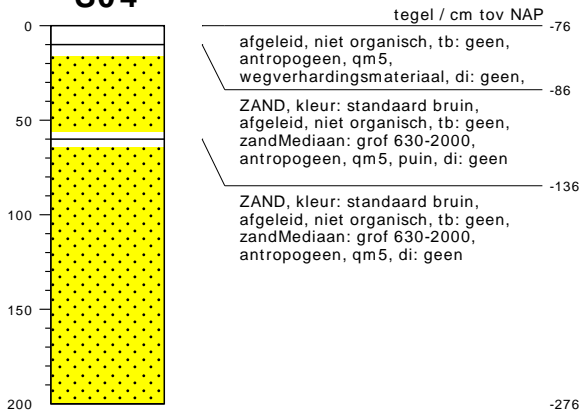 tegel / cm tov NAP
0
-76
afgeleid, niet organisch, tb: geen,
antropogeen, qm5,
wegverhardingsmateriaal, di: geen,
-86
ZAND, kleur: standaard bruin,
afgeleid, niet organisch, tb: geen,
zandMediaan: grof 630-2000,
antropogeen, qm5, puin, di: geen
50
-136
ZAND, kleur: standaard bruin,
afgeleid, niet organisch, tb: geen,
zandMediaan: grof 630-2000,
antropogeen, qm5, di: geen
100
150
200
-276